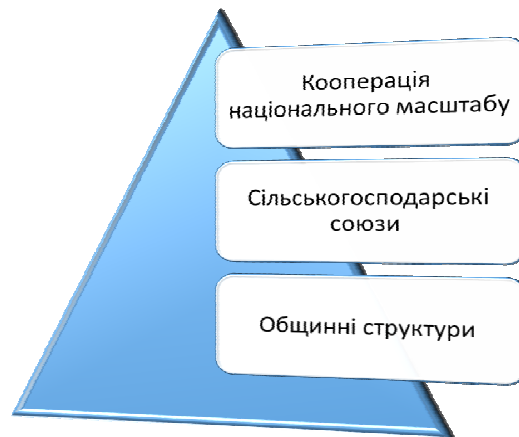 Кооперація
національного масштабу
Сільськогосподарські
союзи
Общинні структури